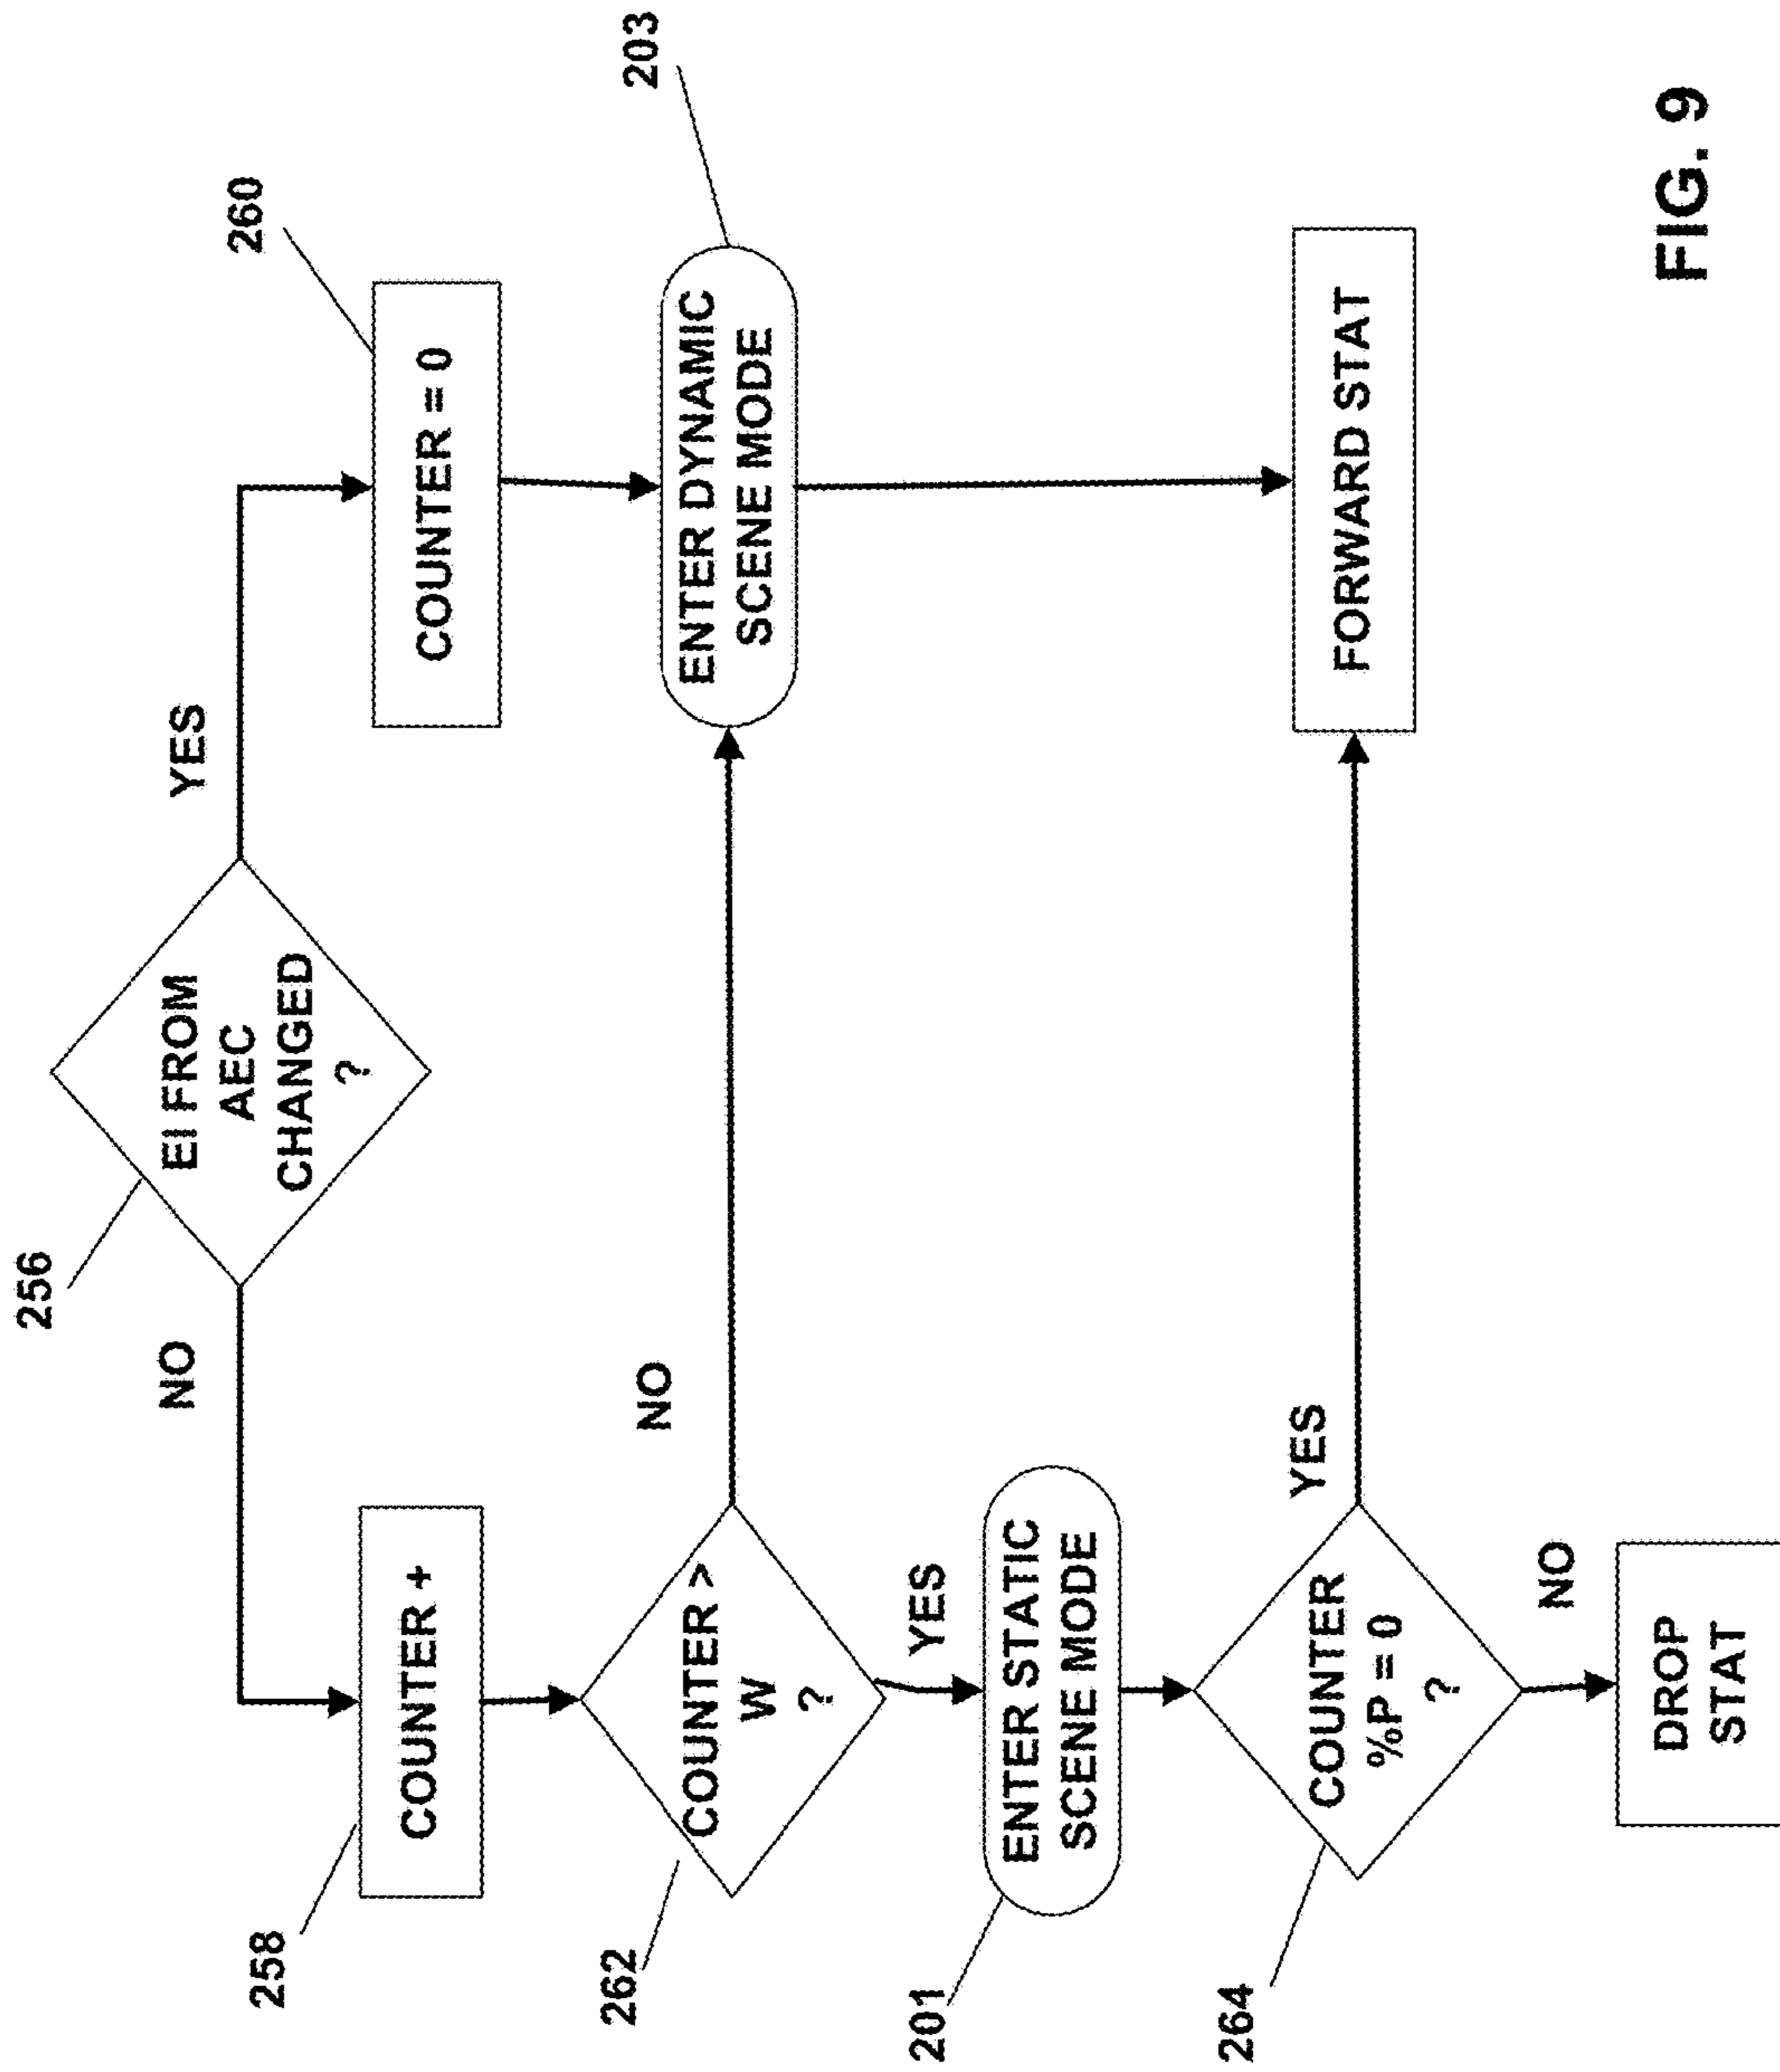 256
EI FROM
AEC
CHANGED
?
NO
YES
258
COUNTER +
260
COUNTER = 0
262
COUNTER >
W
?
NO
203
ENTER DYNAMIC
SCENE MODE
YES
201
ENTER STATIC
SCENE MODE
264
COUNTER
%P = 0
?
YES
FORWARD STAT
NO
DROP
STAT
FIG. 9